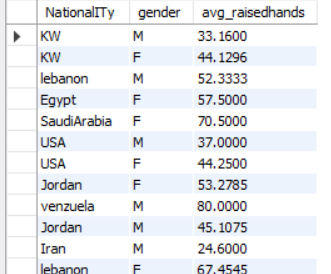 NationalITy gender avg_raisedhands
KW M 33.1600
KW F 44.1296
lebanon M 52.3333
Egypt F 57.5000
SaudiArabia F 70.5000
USA M 37.0000
USA F 44.2500
Jordan F 53.2785
venzuela M 80.0000
Jordan M 45.1075
Iran M 24.6000
lebanon F 67.4545